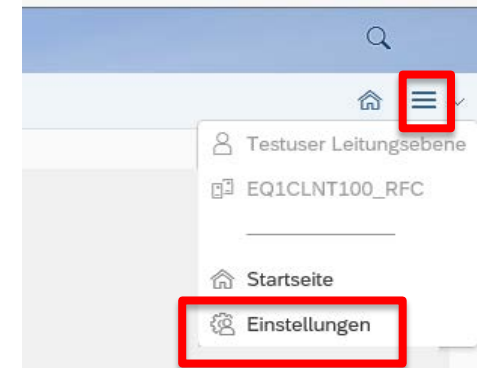 Testuser Leitungsebene
EQ1CLNT100_RFC
Startseite
Einstellungen